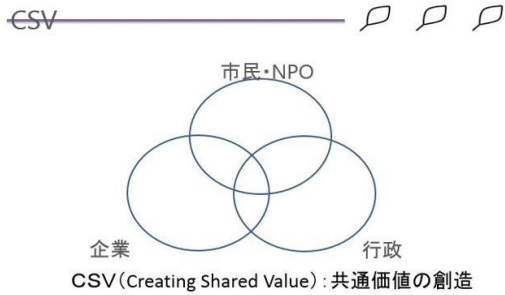 CSV
市民・NPO
企業
行政
CSV(Creating Shared Value):共通価値の創造